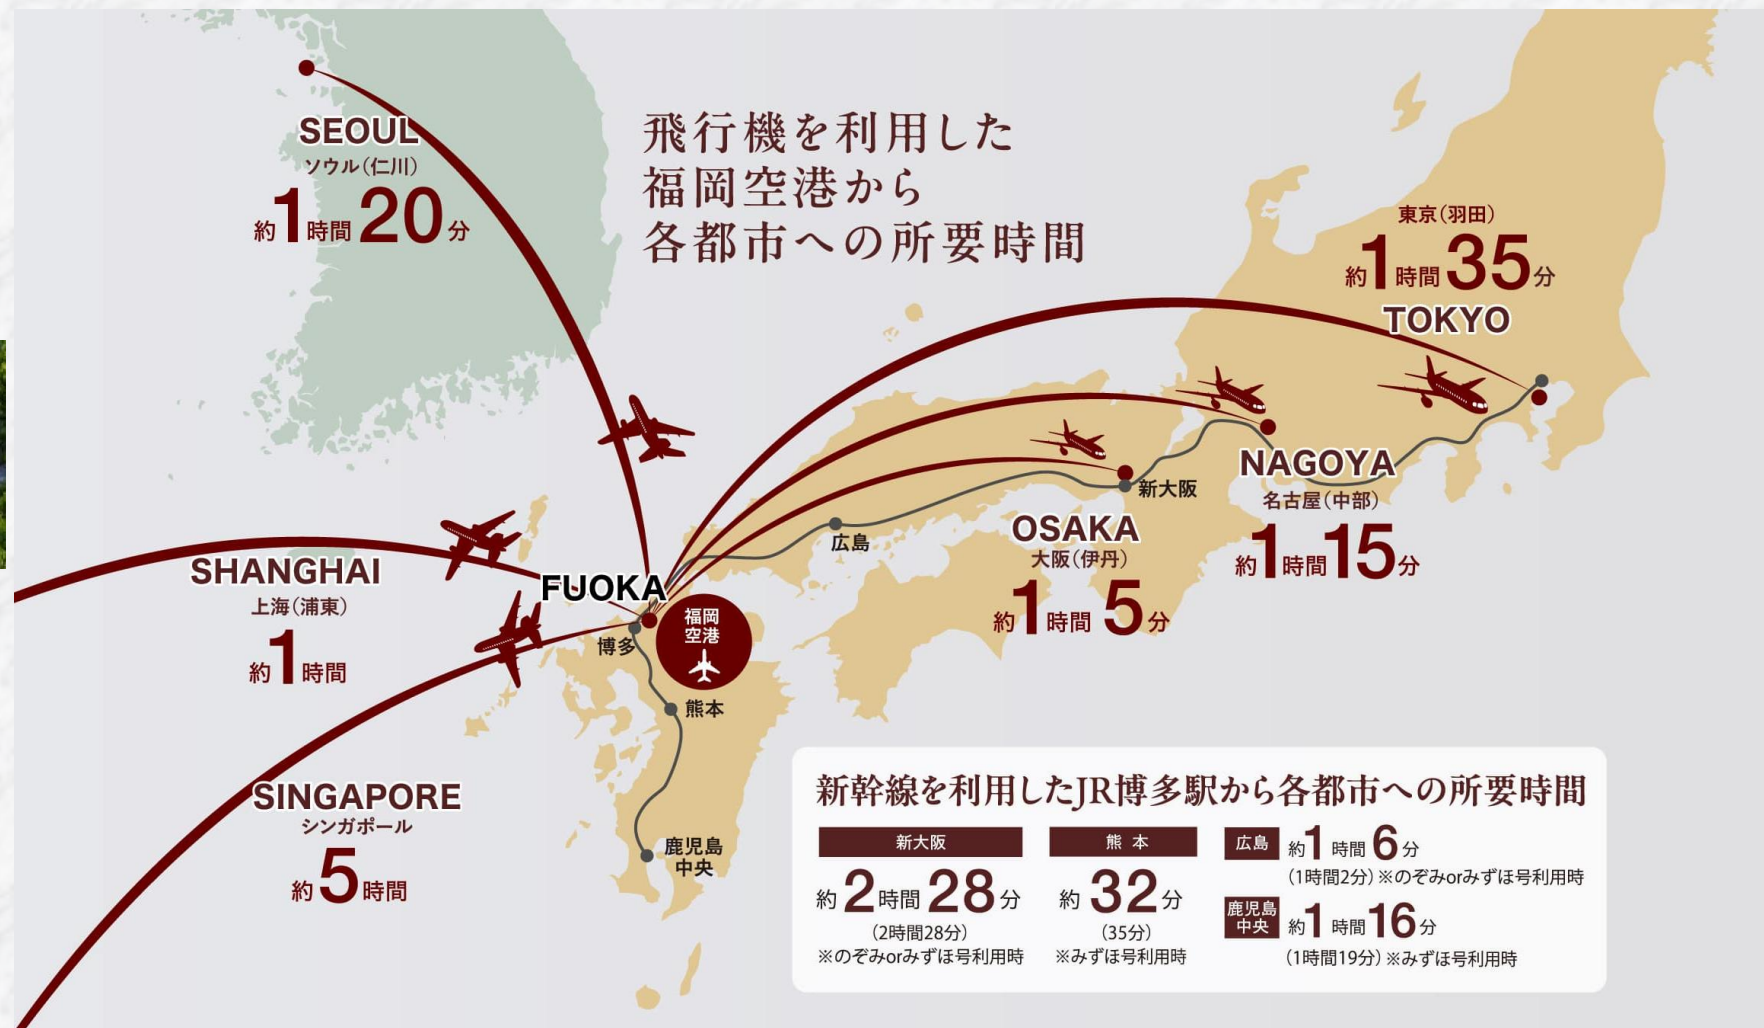 飛行機を利用した
福岡空港から
各都市への所要時間
SEOUL
ソウル(仁川)
約1時間20分
東京(羽田)
約1時間35分
TOKYO
NAGOYA
名古屋(中部)
約1時間15分
新大阪
OSAKA
大阪(伊丹)
約1時間5分
広島
SHANGHAI
上海(浦東)
約1時間
FUOKA
福岡
空港
博多
熊本
鹿児島
中央
SINGAPORE
シンガポール
約5時間
新幹線を利用したJR博多駅から各都市への所要時間
新大阪
約2時間28分
(2時間28分)
※のぞみorみずほ号利用時
熊本
約32分
(35分)
※みずほ号利用時
広島 約1時間6分
(1時間2分)※のぞみorみずほ号利用時
鹿児島
中央
約1時間16分
(1時間19分)※みずほ号利用時